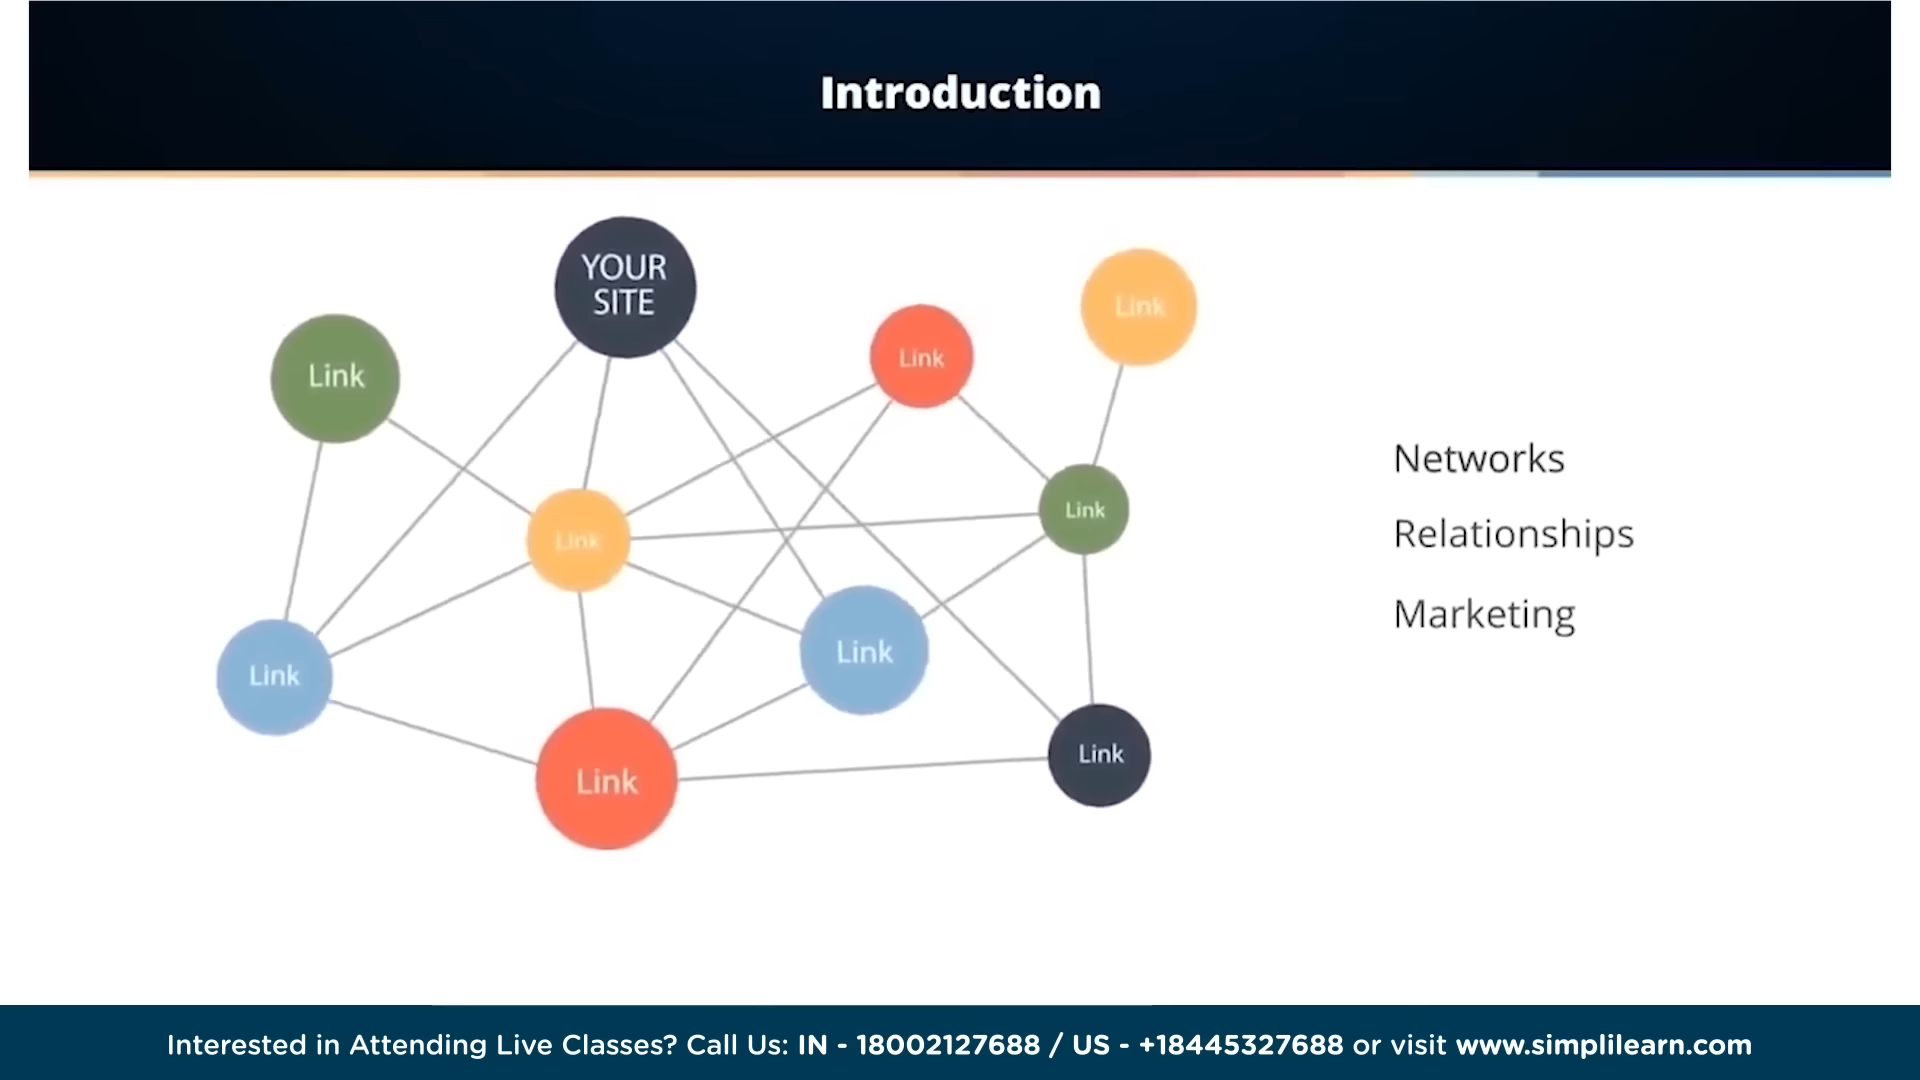 Introduction
YOUR
SITE
Link
Link
Link
Link
Link
Link
Link
Link
Link
Networks
Relationships
Marketing
Interested in Attending Live Classes? Call Us: IN - 18002127688 / US - +18445327688 or visit www.simplilearn.com